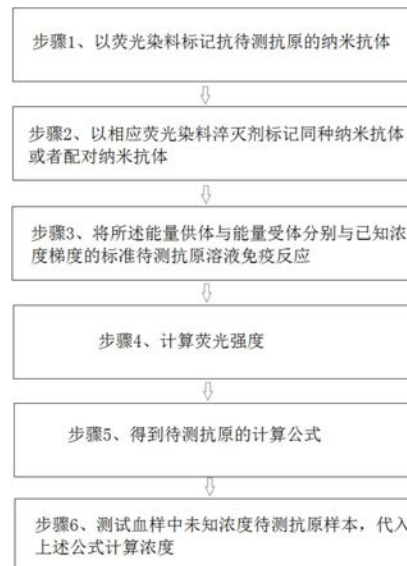 步骤1、以荧光染料标记抗待测抗原的纳米抗体
步骤2、以相应荧光染料淬灭剂标记同种纳米抗体
或者配对纳米抗体
步骤3、将所述能量供体与能量受体分别与已知浓
度梯度的标准待测抗原溶液免疫反应
步骤4、计算荧光强度
步骤5、得到待测抗原的计算公式
步骤6、测试血样中未知浓度待测抗原样本，代入
上述公式计算浓度